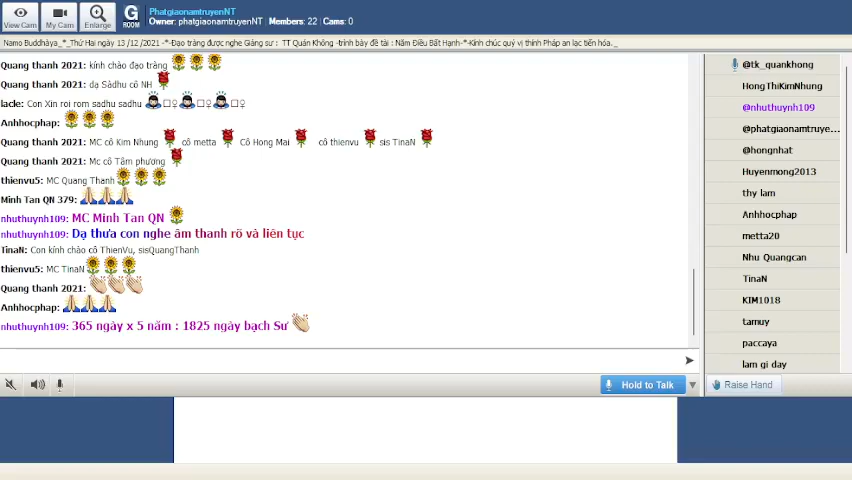 View Cam
My Cam
Enlarge
G
ROOM
PhatgiaonamtruyenNT
Owner: phatgiaonamtruyenNT | Members: 22 | Cams: 0
Namo Buddhàya_*_Thứ Hai ngày 13 /12 /2021 -*-Đạo tràng được nghe Giảng sư : TT Quán Không -trình bày đề tài : Năm Điều Bất Hạnh-*-Kính chúc quý vị thính Pháp an lạc tiến hóa._
Quang thanh 2021: kính chào đạo tràng
Quang thanh 2021: dạ Sàdhu cô NH
lacle: Con Xin roi rom sadhu sadhu
Anhhocphap:
Quang thanh 2021: MC cô Kim Nhung cô metta Cô Hong Mai cô thienvu sis TinaN
Quang thanh 2021: Mc cô Tâm phương
thienvu5: MC Quang Thanh
Minh Tan QN 379:
nhuthuynh109: MC Minh Tan QN
nhuthuynh109: Dạ thưa con nghe âm thanh rõ và liên tục
TinaN: Con kính chào cô ThienVu, sisQuangThanh
thienvu5: MC TinaN
Quang thanh 2021:
Anhhocphap:
nhuthuynh109: 365 ngày x 5 năm : 1825 ngày bạch Sư
Hold to Talk
@tk_quankhong
HongThiKimNhung
@nhuthuynh109
@phatgiaonamtruye...
@hongnhat
Huyenmong2013
thy lam
Anhhocphap
metta20
Nhu Quangcan
TinaN
KIM1018
tamuy
paccaya
lam gi day
Raise Hand